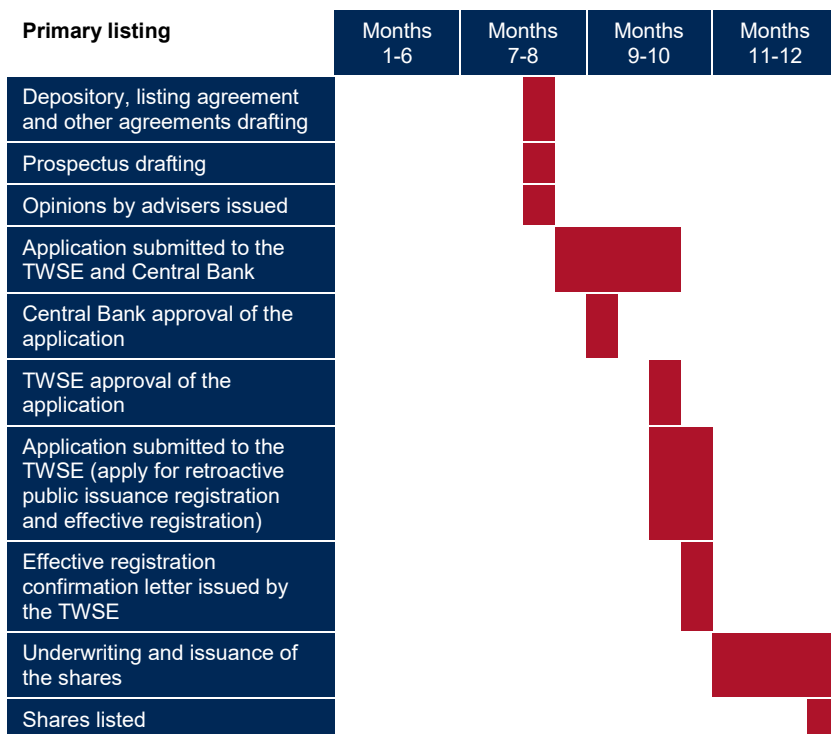 Primary listing
Months
1-6
Months
7-8
Months
9-10
Months
11-12
Depository, listing agreement
and other agreements drafting
Prospectus drafting
Opinions by advisers issued
Application submitted to the
TWSE and Central Bank
Central Bank approval of the
application
TWSE approval of the
application
Application submitted to the
TWSE (apply for retroactive
public issuance registration
and effective registration)
Effective registration
confirmation letter issued by
the TWSE
Underwriting and issuance of
the shares
Shares listed